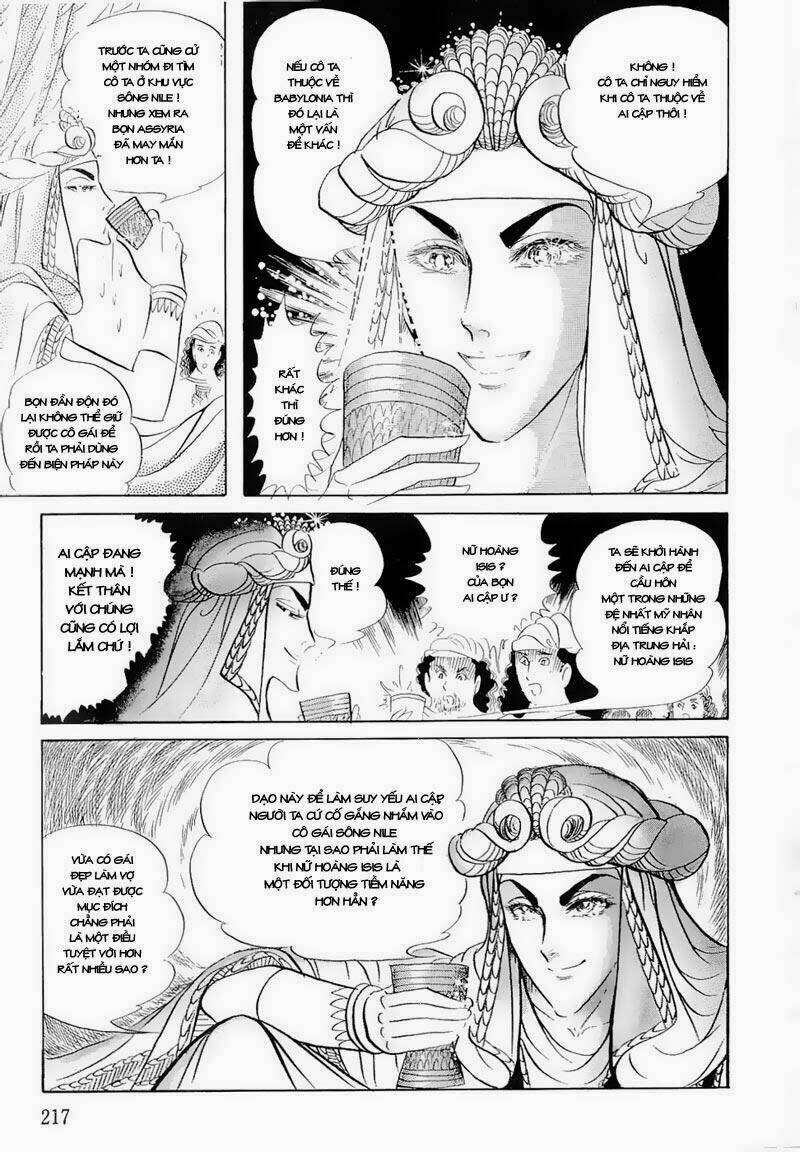 KHÔNG !
CÔ TA CHỈ NGUY HIỂM
KHI CÔ TA THUỘC VỀ
AI CẬP THÔI !
NẾU CÔ TA
THUỘC VỀ
BABYLONIA THÌ
ĐÓ LẠI LÀ
MỘT VẤN
ĐỀ KHÁC !
RẤT
KHÁC
THÌ
ĐÚNG
HƠN !
TRƯỚC TA CŨNG CỬ
MỘT NHÓM ĐI TÌM
CÔ TA Ở KHU VỰC
SÔNG NILE !
NHƯNG XEM RA
BỌN ASSYRIA
ĐÃ MAY MẮN
HƠN TA !
BỌN ĐẦN ĐỘN ĐÓ
LẠI KHÔNG THỂ GIỮ
ĐƯỢC CÔ GÁI ĐỂ
RỒI TA PHẢI DÙNG
ĐẾN BIỆN PHÁP NÀY
TA SẼ KHỞI HÀNH
ĐẾN AI CẬP ĐỂ
CẦU HÔN
MỘT TRONG NHỮNG
ĐỆ NHẤT MỸ NHÂN
NỔI TIẾNG KHẮP
ĐỊA TRUNG HẢI :
NỮ HOÀNG ISIS
NỮ HOÀNG
ISIS ?
CỦA BỌN
AI CẬP Ư ?
ĐÚNG
THẾ !
AI CẬP ĐANG
MẠNH MÀ !
KẾT THÂN
VỚI CHÚNG
CŨNG CÓ LỢI
LẮM CHỨ !
DẠO NÀY ĐỂ LÀM SUY YẾU AI CẬP
NGƯỜI TA CỨ CỐ GẮNG NHẮM VÀO
CÔ GÁI SÔNG NILE
NHƯNG TẠI SAO PHẢI LÀM THẾ
KHI NỮ HOÀNG ISIS LÀ
MỘT ĐỐI TƯỢNG TIỀM NĂNG
HƠN HẲN ?
VỪA CÓ GÁI
ĐẸP LÀM VỢ
VỪA ĐẠT ĐƯỢC
MỤC ĐÍCH
CHẲNG PHẢI
LÀ MỘT ĐIỀU
TUYỆT VỜI HƠN
RẤT NHIỀU SAO ?
217